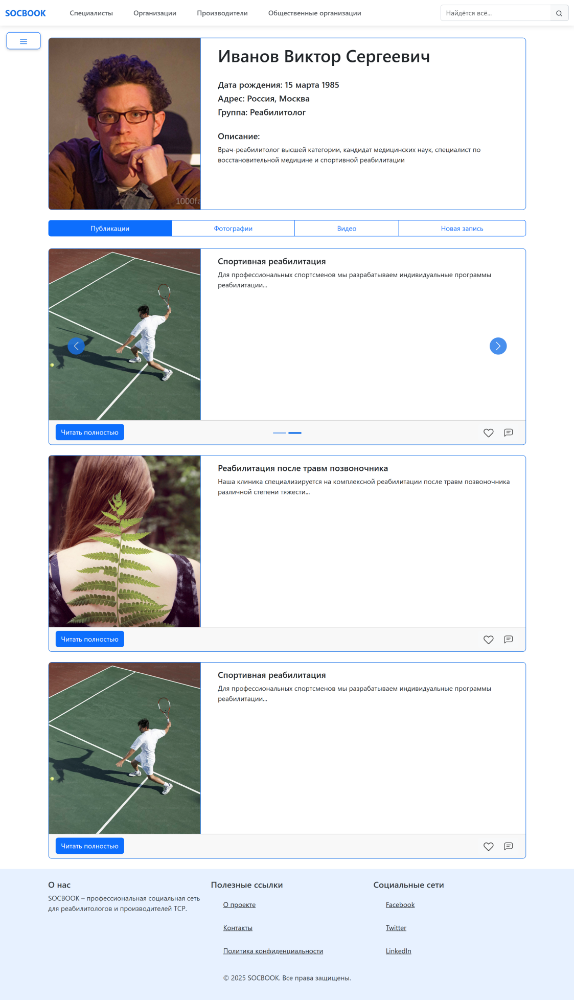 SOCBOOK
Специалисты
Организации
Производители
Общественные организации
Найдётся всё...
Иванов Виктор Сергеевич
Дата рождения: 15 марта 1985
Адрес: Россия, Москва
Группа: Реабилитолог
Описание:
Врач-реабилитолог высшей категории, кандидат медицинских наук, специалист по
восстановительной медицине и спортивной реабилитации
1000fa
Публикации
Фотографии
Видео
Новая запись
Спортивная реабилитация
Для профессиональных спортсменов мы разрабатываем индивидуальные программы
реабилитации...
Читать полностью
Реабилитация после травм позвоночника
Наша клиника специализируется на комплексной реабилитации после травм позвоночника
различной степени тяжести...
Читать полностью
Спортивная реабилитация
Для профессиональных спортсменов мы разрабатываем индивидуальные программы
реабилитации...
Читать полностью
О нас
SOCBOOK – профессиональная социальная сеть
для реабилитологов и производителей ТСР.
Полезные ссылки
О проекте
Контакты
Политика конфиденциальности
Социальные сети
Facebook
Twitter
LinkedIn
© 2025 SOCBOOK. Все права защищены.